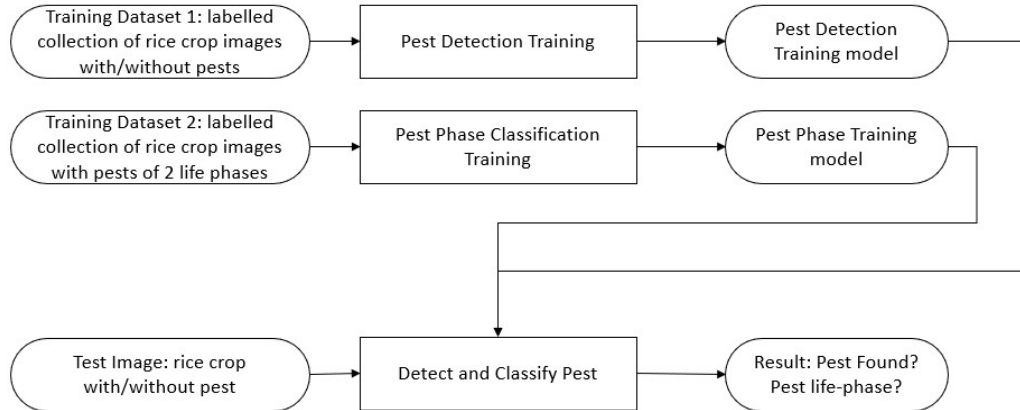 Training Dataset 1: labelled
collection of rice crop images
with/without pests
Pest Detection Training
Pest Detection
Training model
Training Dataset 2: labelled
collection of rice crop images
with pests of 2 life phases
Pest Phase Classification
Training
Pest Phase Training
model
Test Image: rice crop
with/without pest
Detect and Classify Pest
Result: Pest Found?
Pest life-phase?